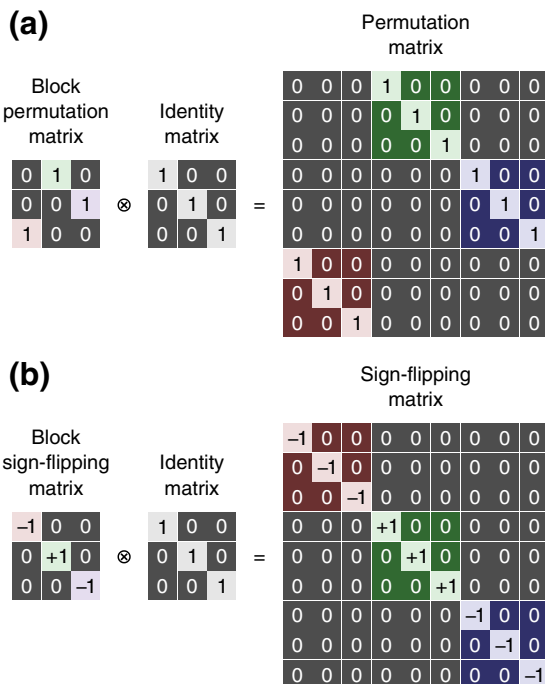 (a)
Permutation
matrix
Block
permutation
matrix
Identity
matrix
0 1 0
0 0 1
1 0 0
⊗
1 0 0
0 1 0
0 0 1
=
0 0 0 1 0 0 0 0 0
0 0 0 0 1 0 0 0 0
0 0 0 0 0 1 0 0 0
0 0 0 0 0 0 1 0 0
0 0 0 0 0 0 0 1 0
0 0 0 0 0 0 0 0 1
1 0 0 0 0 0 0 0 0
0 1 0 0 0 0 0 0 0
0 0 1 0 0 0 0 0 0
(b)
Sign-flipping
matrix
Block
sign-flipping
matrix
Identity
matrix
−1 0 0
0 +1 0
0 0 −1
⊗
1 0 0
0 1 0
0 0 1
=
−1 0 0 0 0 0 0 0 0
0 −1 0 0 0 0 0 0 0
0 0 −1 0 0 0 0 0 0
0 0 0 +1 0 0 0 0 0
0 0 0 0 +1 0 0 0 0
0 0 0 0 0 +1 0 0 0
0 0 0 0 0 0 −1 0 0
0 0 0 0 0 0 0 −1 0
0 0 0 0 0 0 0 0 −1